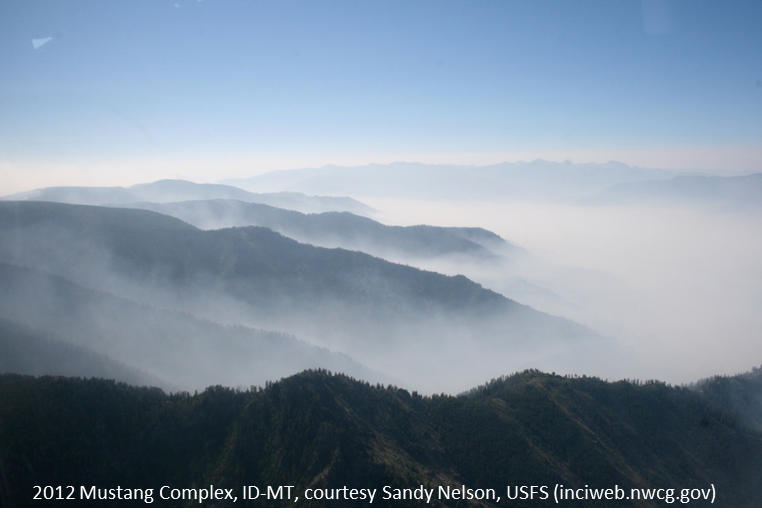 2012 Mustang Complex, ID-MT, courtesy Sandy Nelson, USFS (inciweb.nwcg.gov)